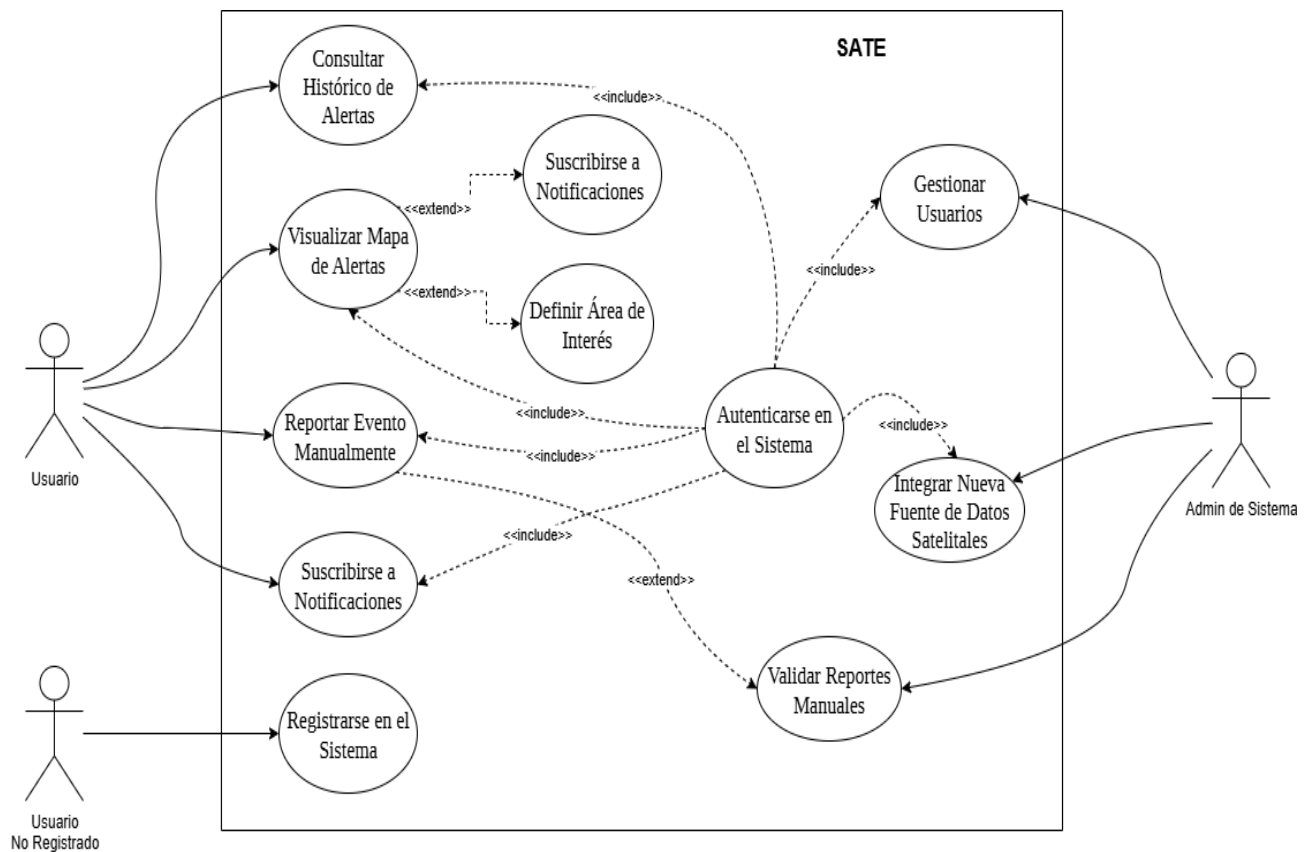 SATE
Consultar
Histórico de
Alertas
<<include>>
Suscribirse a
Notificaciones
Gestionar
Usuarios
<<extend>>
Visualizar Mapa
de Alertas
<<include>>
<<extend>>
Definir Área de
Interés
Reportar Evento
Manualmente
<<include>>
Autenticarse en
el Sistema
<<include>>
<<include>>
Usuario
Integrar Nueva
Fuente de Datos
Satelitales
Admin de Sistema
<<include>>
<<extend>>
Suscribirse a
Notificaciones
Validar Reportes
Manuales
Registrarse en el
Sistema
Usuario
No Registrado